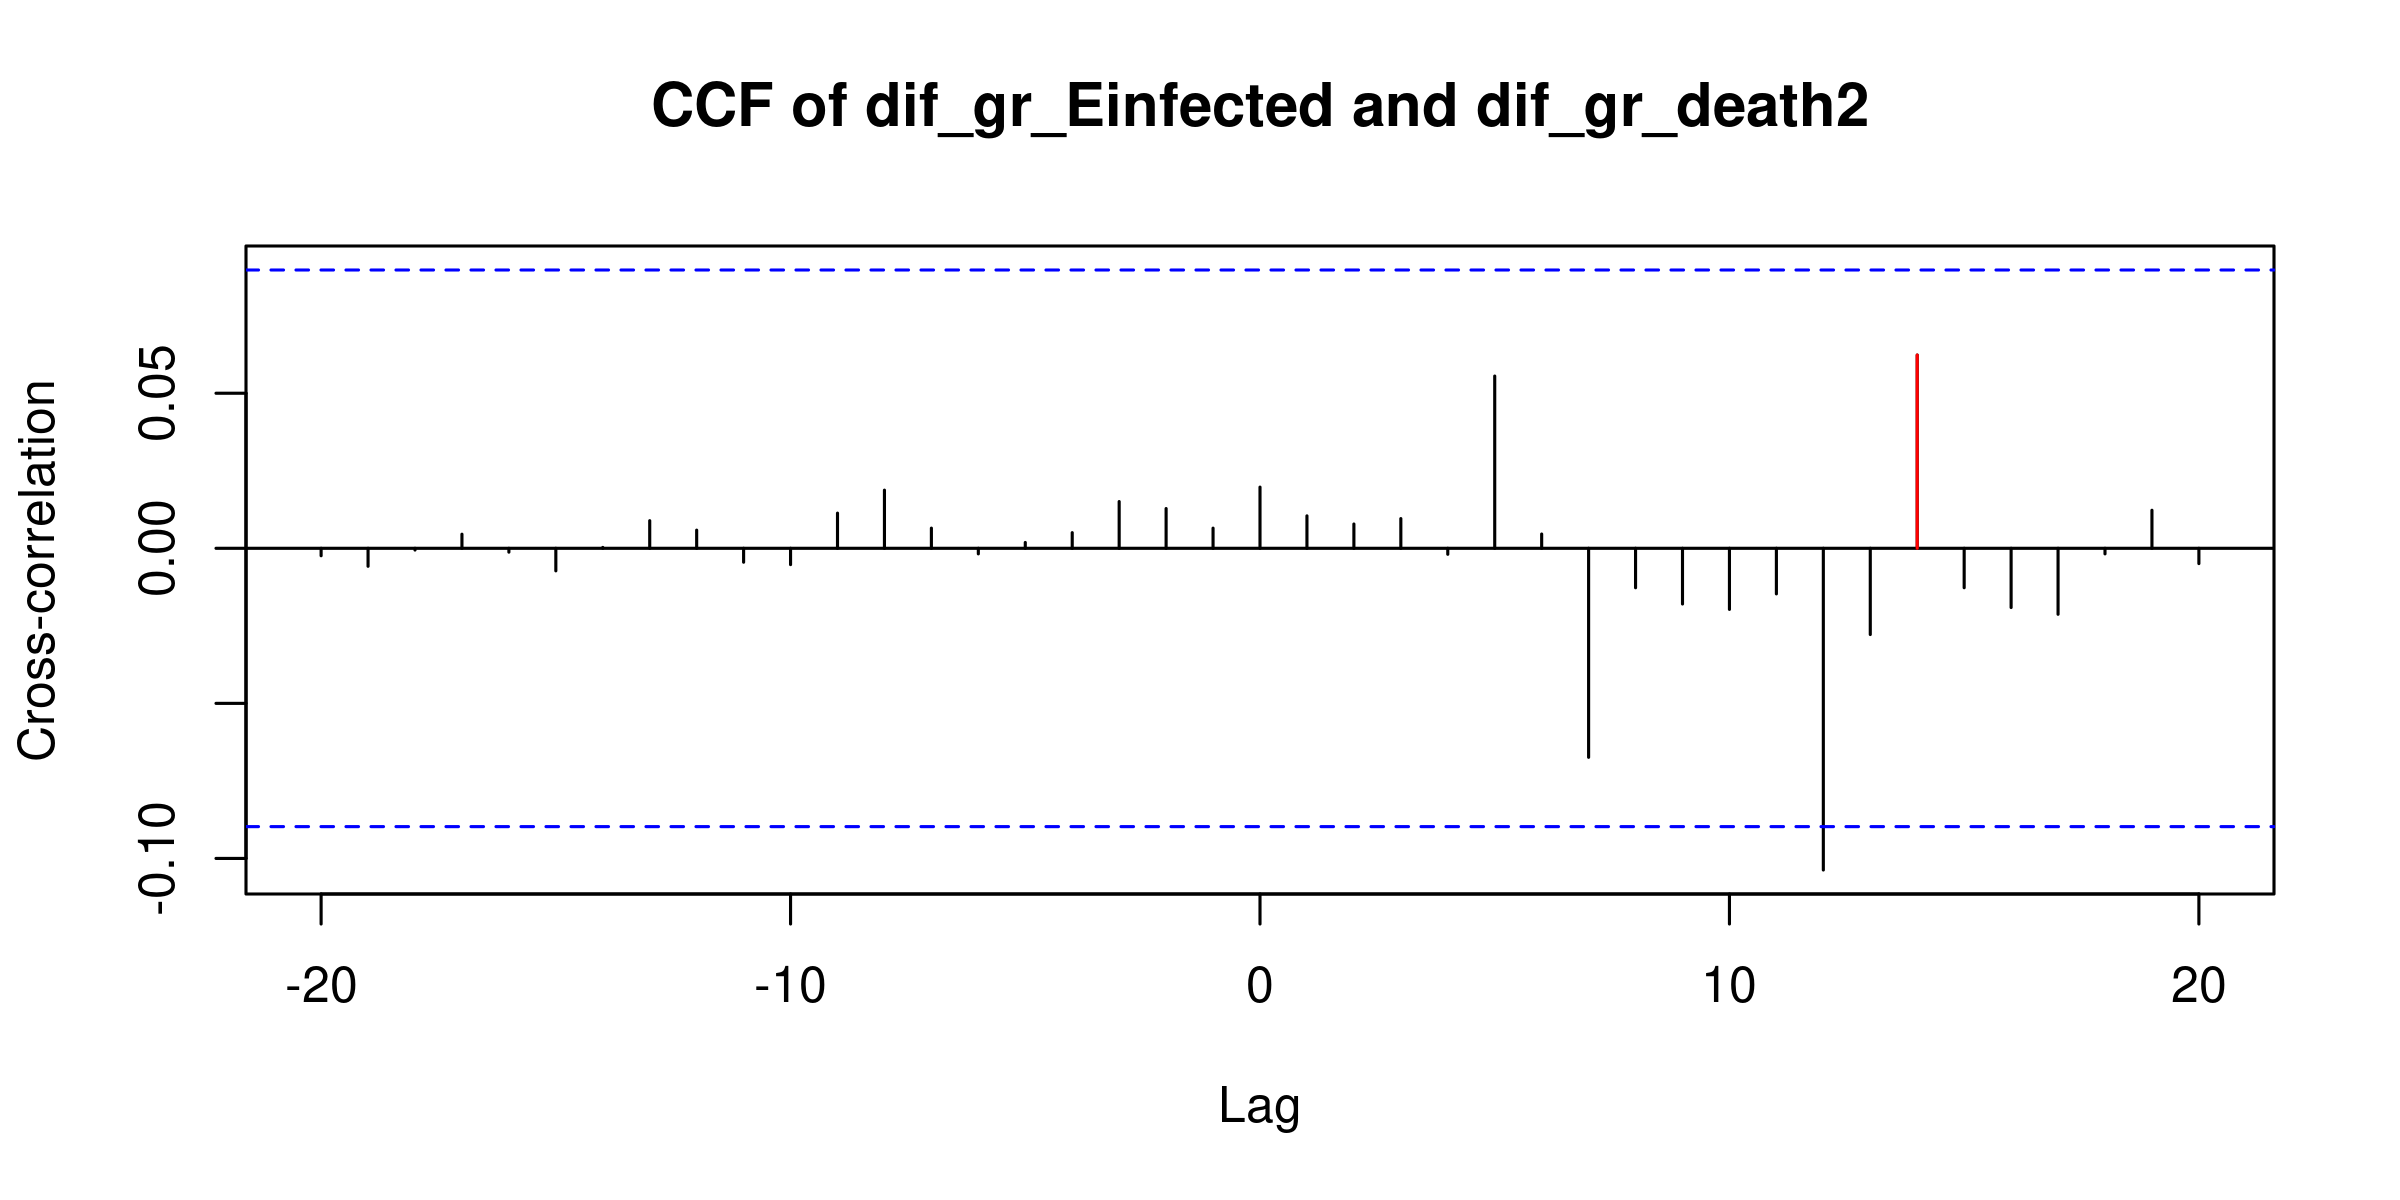 CCF of dif_gr_Einfected and dif_gr_death2
Cross-correlation
0.05
0.00
-0.10
-20
-10
0
10
20
Lag